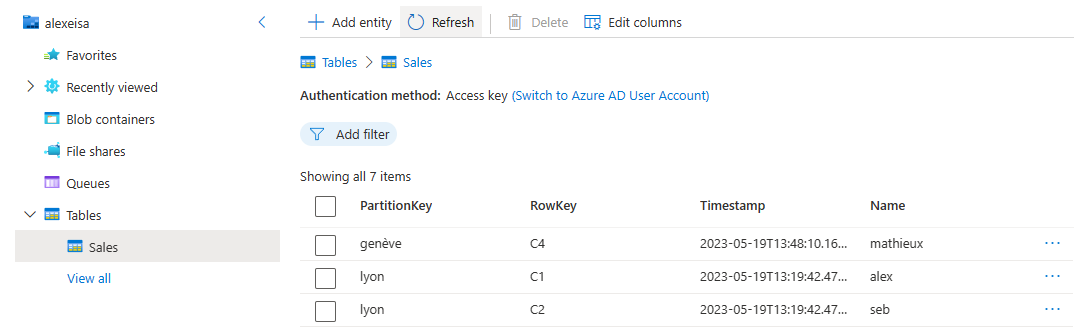 alexeisa
Favorites
Recently viewed
Blob containers
File shares
Queues
Tables
Sales
View all
Add entity Refresh Delete Edit columns
Tables > Sales
Authentication method: Access key (Switch to Azure AD User Account)
Add filter
Showing all 7 items
PartitionKey RowKey Timestamp Name
genève C4 2023-05-19T13:48:10.16... mathieux
lyon C1 2023-05-19T13:19:42.47... alex
lyon C2 2023-05-19T13:19:42.47... seb